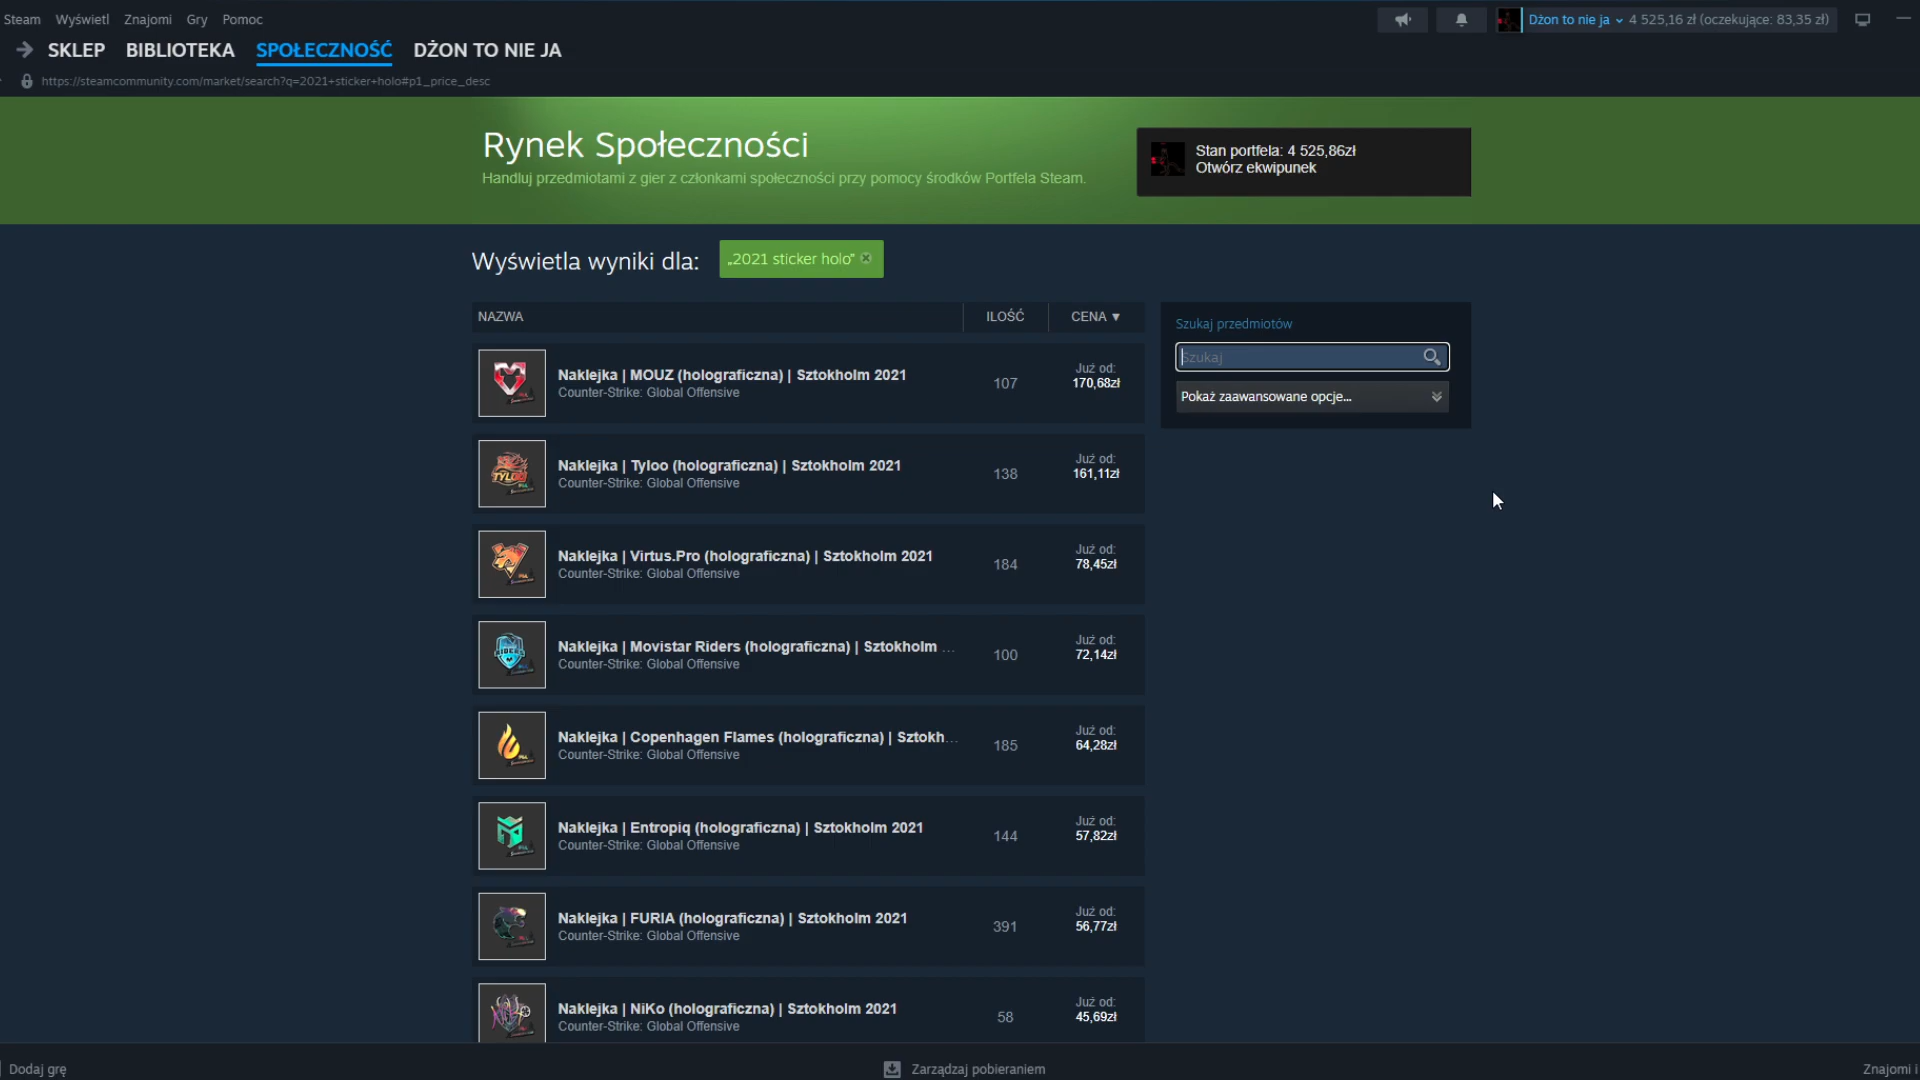 Steam Wyświetl Znajomi Gry Pomoc
Dżon to nie ja 4 525,16 zł (oczekujące: 83,35 zł)
SKLEP BIBLIOTEKA SPOŁECZNOŚĆ DŻON TO NIE JA
https://steamcommunity.com/market/search?q=2021+sticker+holo#p1_price_desc
Rynek Społeczności
Handluj przedmiotami z gier z członkami społeczności przy pomocy środków Portfela Steam.
Stan portfela: 4 525,86zł
Otwórz ekwipunek
Wyświetla wyniki dla: „2021 sticker holo”
NAZWA ILOŚĆ CENA ▼
Szukaj przedmiotów
Szukaj
Pokaż zaawansowane opcje...
Naklejka | MOUZ (holograficzna) | Sztokholm 2021
Counter-Strike: Global Offensive
107
Już od:
170,68zł
Naklejka | Tyloo (holograficzna) | Sztokholm 2021
Counter-Strike: Global Offensive
138
Już od:
161,11zł
Naklejka | Virtus.Pro (holograficzna) | Sztokholm 2021
Counter-Strike: Global Offensive
184
Już od:
78,45zł
Naklejka | Movistar Riders (holograficzna) | Sztokholm ...
Counter-Strike: Global Offensive
100
Już od:
72,14zł
Naklejka | Copenhagen Flames (holograficzna) | Sztokh...
Counter-Strike: Global Offensive
185
Już od:
64,28zł
Naklejka | Entropiq (holograficzna) | Sztokholm 2021
Counter-Strike: Global Offensive
144
Już od:
57,82zł
Naklejka | FURIA (holograficzna) | Sztokholm 2021
Counter-Strike: Global Offensive
391
Już od:
56,77zł
Naklejka | NiKo (holograficzna) | Sztokholm 2021
Counter-Strike: Global Offensive
58
Już od:
45,69zł
Dodaj grę
Zarządzaj pobieraniem
Znajomi i